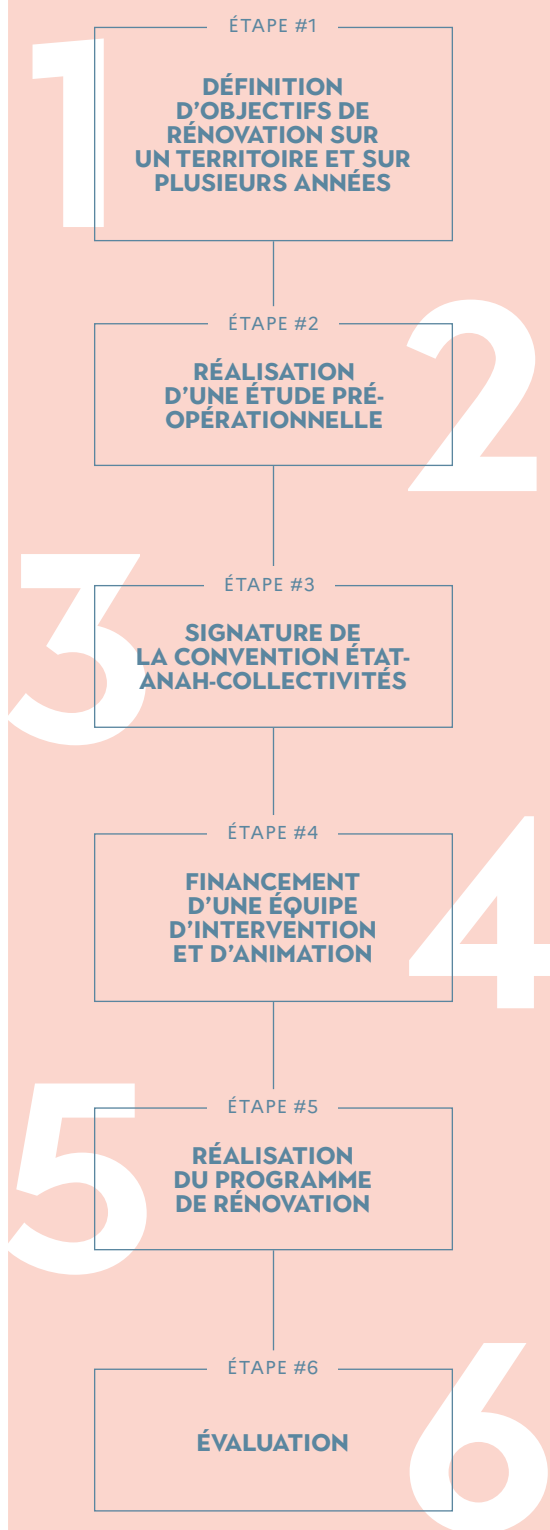 1
ÉTAPE #1
DÉFINITION
D'OBJECTIFS DE
RÉNOVATION SUR
UN TERRITOIRE ET SUR
PLUSIEURS ANNÉES
2
ÉTAPE #2
RÉALISATION
D'UNE ÉTUDE PRÉ-
OPÉRATIONNELLE
3
ÉTAPE #3
SIGNATURE DE
LA CONVENTION ÉTAT-
ANAH-COLLECTIVITÉS
4
ÉTAPE #4
FINANCEMENT
D'UNE ÉQUIPE
D'INTERVENTION
ET D'ANIMATION
5
ÉTAPE #5
RÉALISATION
DU PROGRAMME
DE RÉNOVATION
6
ÉTAPE #6
ÉVALUATION